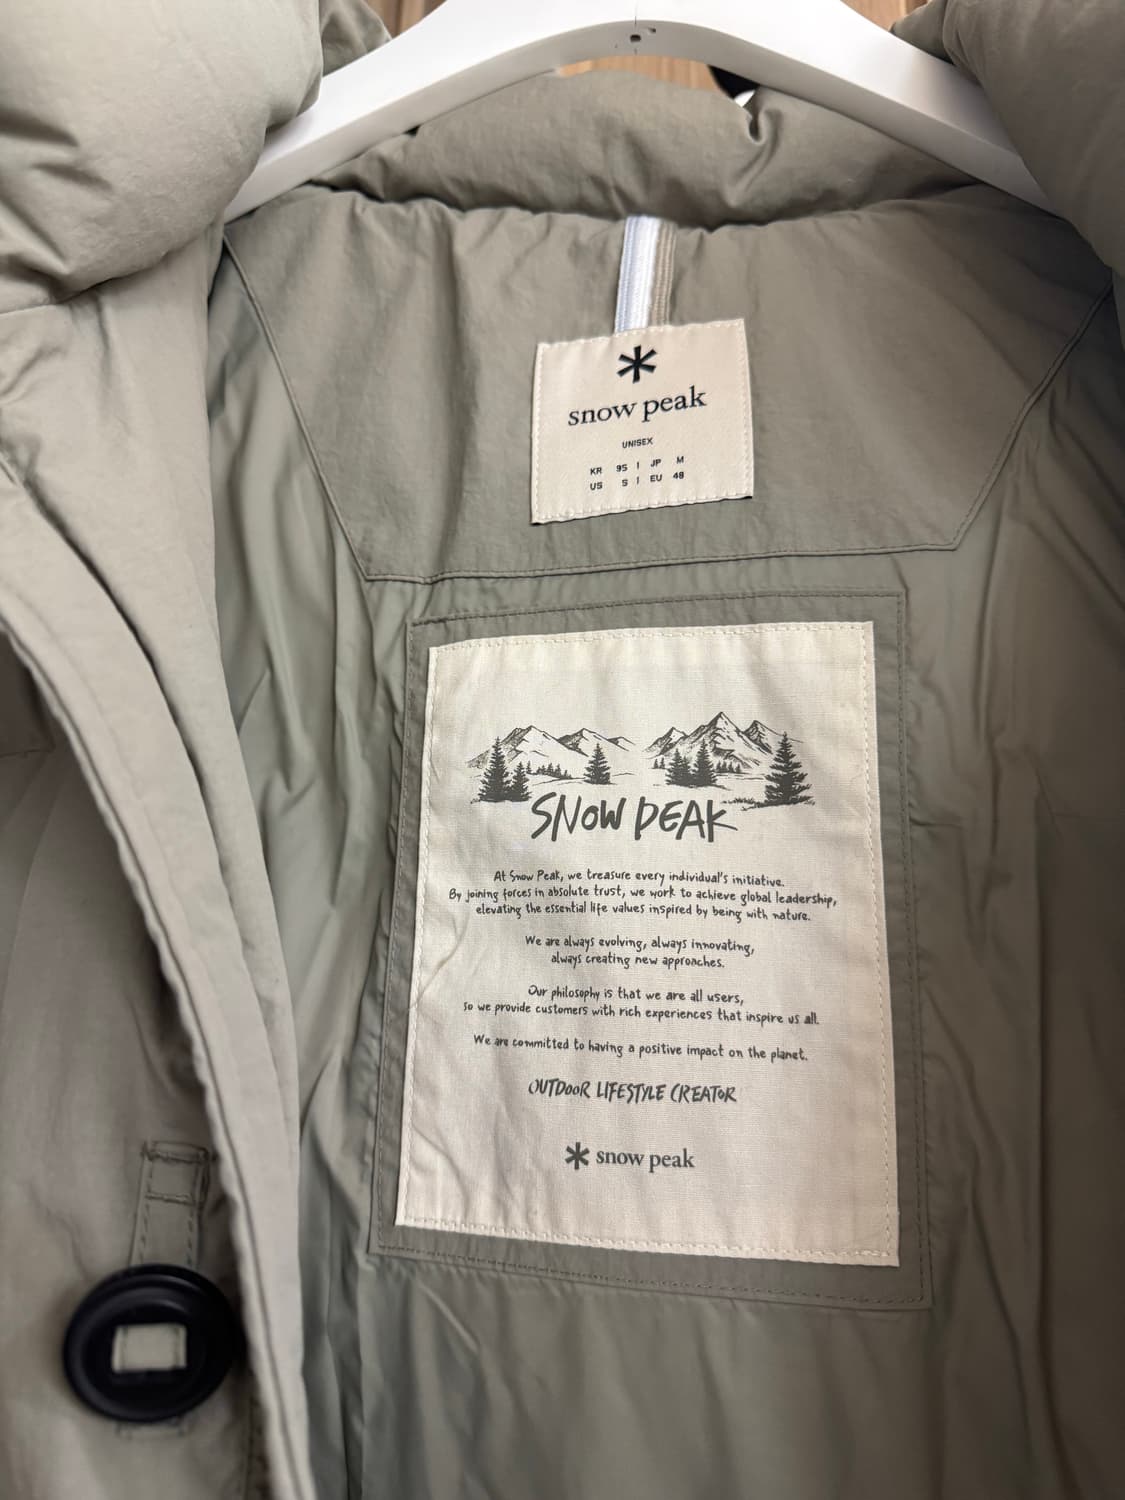 snow peak
UNISEX
KR 95 | JP M
US S | EU 48
SNOW PEAK
At Snow Peak, we treasure every individual's initiative.
By joining forces in absolute trust, we work to achieve global leadership,
elevating the essential life values inspired by being with nature.
We are always evolving, always innovating,
always creating new approaches.
Our philosophy is that we are all users,
so we provide customers with rich experiences that inspire us all.
We are committed to having a positive impact on the planet.
OUTDOOR LIFESTYLE CREATOR
snow peak